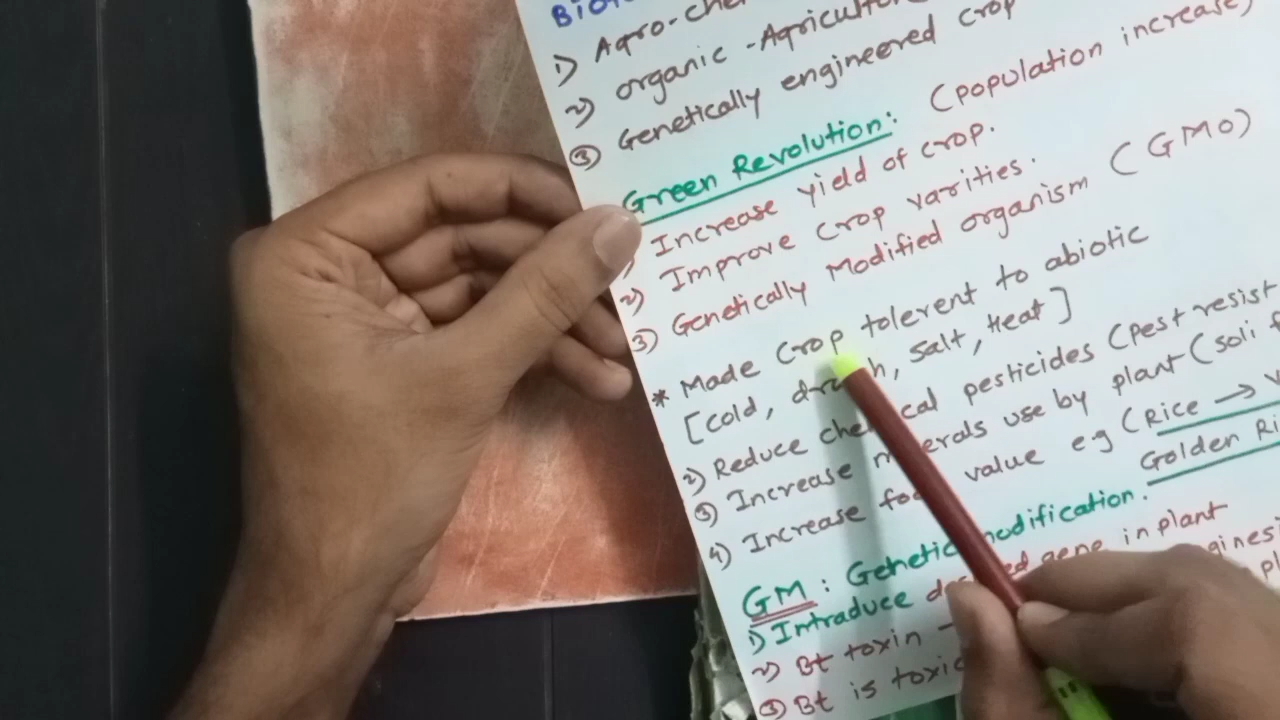 1) Agro-che
2) organic -Agricultur
③ Genetically engineered crop
Green Revolution: (population increase)
Increase yield of crop.
2) Improve crop varities.
3) Genetically Modified organism (GMO)
* Made crop tolerent to abiotic
[cold, salt, Heat]
2) Reduce pesticides (Pest resist
③ Increase use by plant (soli f
4) Increase value e.g (Rice →
Golden Ri
GM: Genetic modification.
1) Intraduce gene in plant
2) Bt toxin
③ Bt is toxic